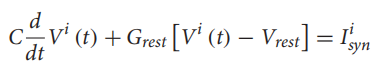 C d/dt V^i (t) + G_rest [V^i (t) − V_rest] = I^i_syn